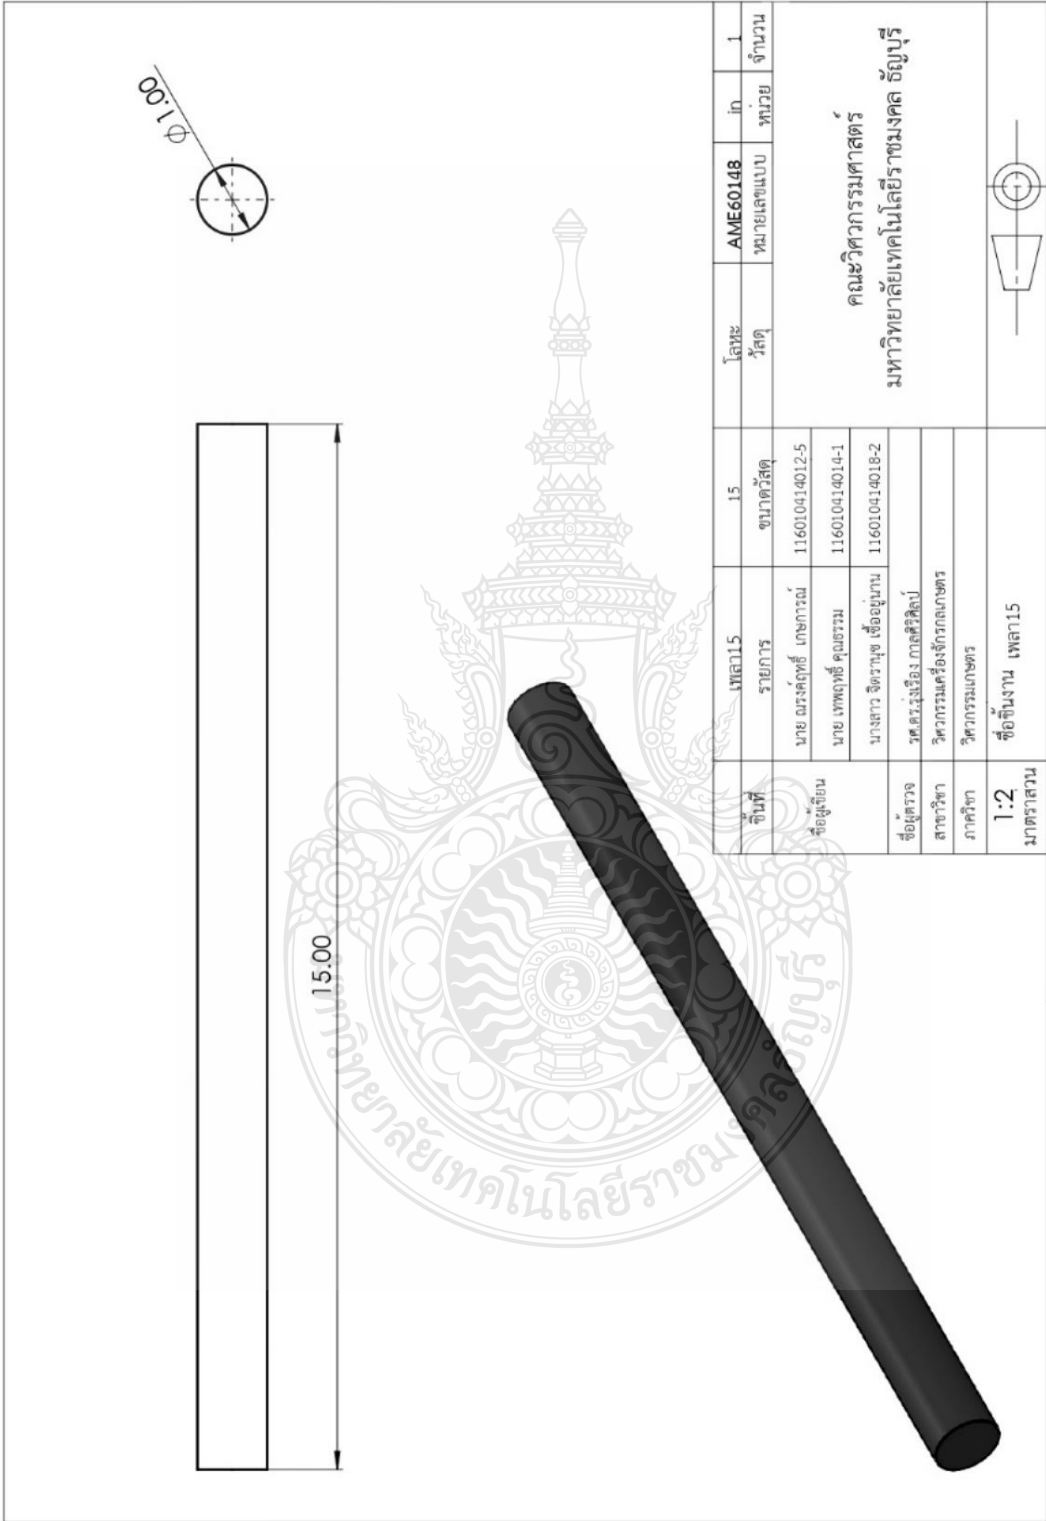 ϕ 1.00
15.00
เพลา15 15 โลหะ AME60148 in 1
ชิ้นที่ รายการ ขนาดวัสดุ วัสดุ หมายเลขแบบ หน่วย จำนวน
ชื่อผู้เขียน นาย ณรงค์ฤทธิ์ เกษการณ์ 116010414012-5
นาย เทพฤทธิ์ คุณธรรม 116010414014-1
นางสาว จิตรานุช เชื้ออยู่นาน 116010414018-2
ชื่อผู้ตรวจ รศ.ดร.รุ่งเรือง กาลศิริศิลป์
สาขาวิชา วิศวกรรมเครื่องจักรกลเกษตร
ภาควิชา วิศวกรรมเกษตร
คณะวิศวกรรมศาสตร์
มหาวิทยาลัยเทคโนโลยีราชมงคล ธัญบุรี
1:2 ชื่อชิ้นงาน เพลา15
มาตราส่วน
มหาวิทยาลัยเทคโนโลยีราชมงคลธัญบุรี